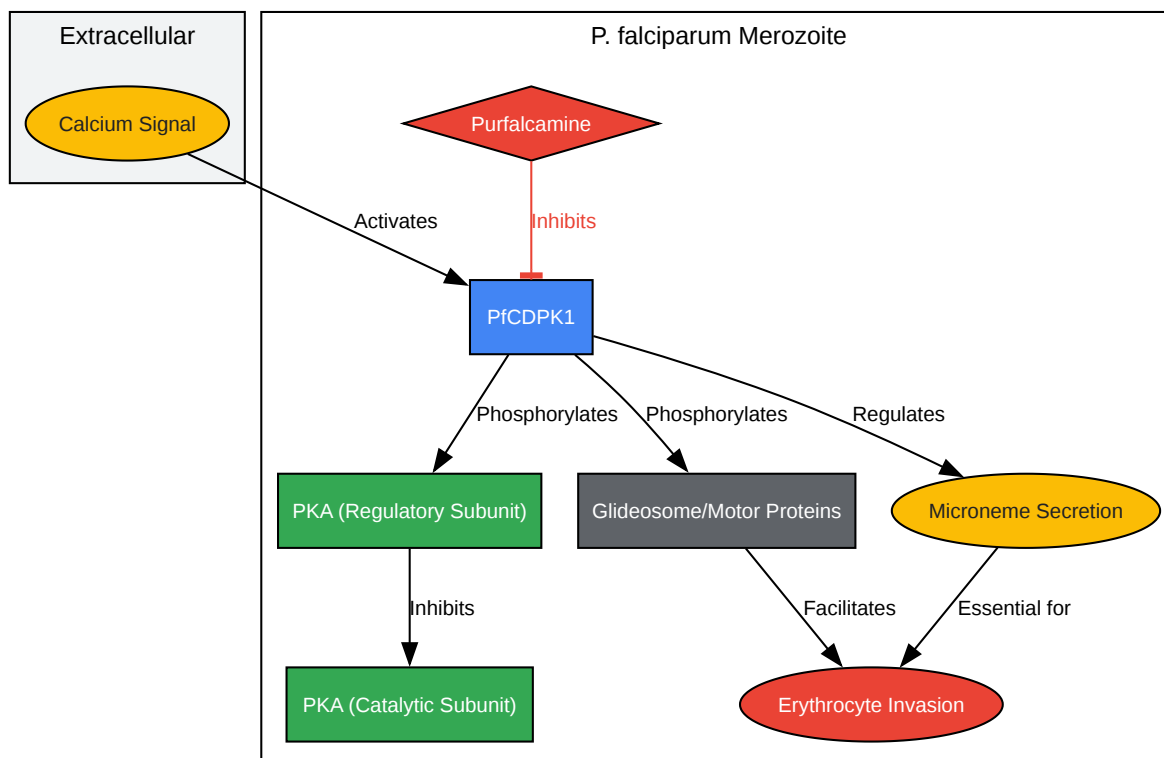 Extracellular
P. falciparum Merozoite
Calcium Signal
Purfalcamine
Activates
Inhibits
PfCDPK1
Phosphorylates
Phosphorylates
Regulates
PKA (Regulatory Subunit)
Glideosome/Motor Proteins
Microneme Secretion
Inhibits
Facilitates
Essential for
PKA (Catalytic Subunit)
Erythrocyte Invasion